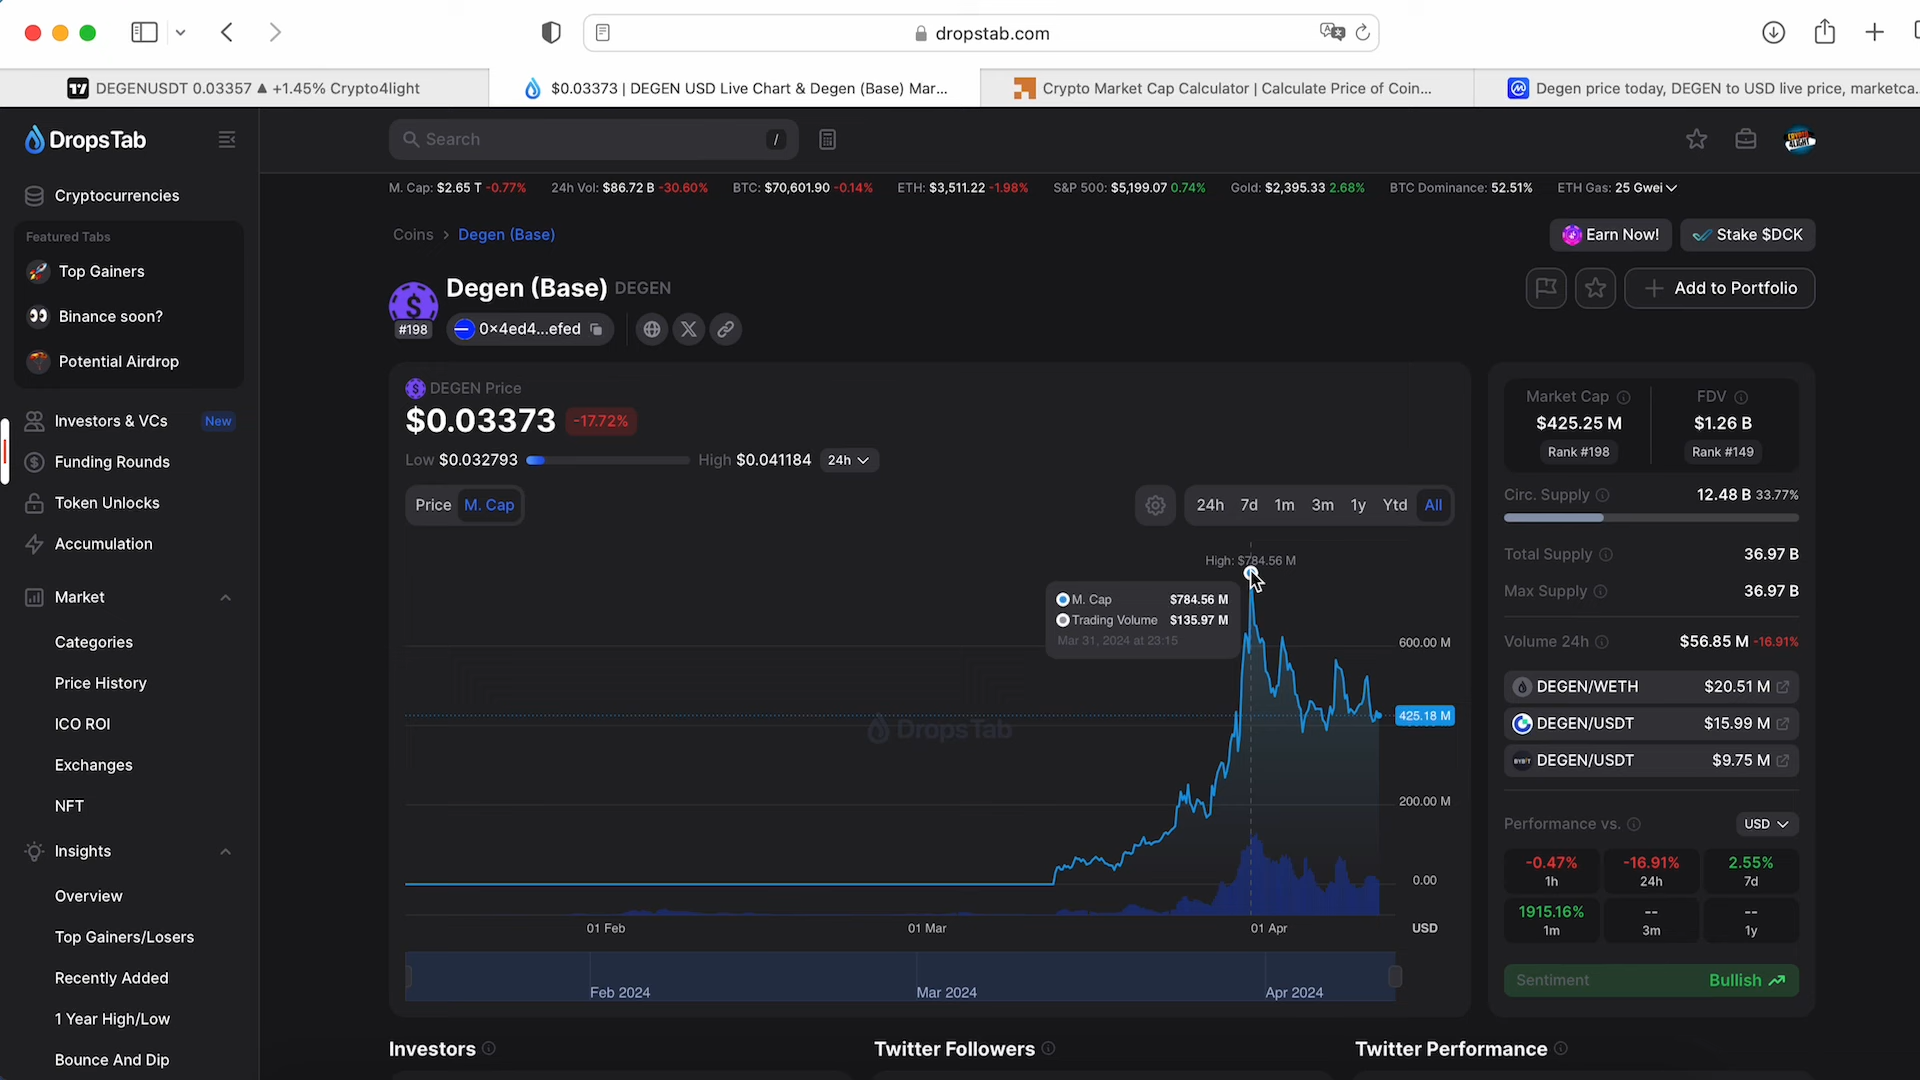 dropstab.com
DEGENUSDT 0.03357 ▲ +1.45% Crypto4light
$0.03373 | DEGEN USD Live Chart & Degen (Base) Mar...
Crypto Market Cap Calculator | Calculate Price of Coin...
Degen price today, DEGEN to USD live price, marketca...
DropsTab
Search /
M. Cap: $2.65 T -0.77% 24h Vol: $86.72 B -30.60% BTC: $70,601.90 -0.14% ETH: $3,511.22 -1.98% S&P 500: $5,199.07 0.74% Gold: $2,395.33 2.68% BTC Dominance: 52.51% ETH Gas: 25 Gwei
Cryptocurrencies
Featured Tabs
Top Gainers
Binance soon?
Potential Airdrop
Investors & VCs New
Funding Rounds
Token Unlocks
Accumulation
Market
Categories
Price History
ICO ROI
Exchanges
NFT
Insights
Overview
Top Gainers/Losers
Recently Added
1 Year High/Low
Bounce And Dip
Coins > Degen (Base)
Earn Now! Stake $DCK
Degen (Base) DEGEN
#198
0×4ed4...efed
Add to Portfolio
DEGEN Price
$0.03373 -17.72%
Low $0.032793 High $0.041184 24h
Price M. Cap
24h 7d 1m 3m 1y Ytd All
High: $784.56 M
M. Cap $784.56 M
Trading Volume $135.97 M
Mar 31, 2024 at 23:15
600.00 M
425.18 M
200.00 M
0.00
DropsTab
01 Feb 01 Mar 01 Apr USD
Feb 2024 Mar 2024 Apr 2024
Market Cap FDV
$425.25 M $1.26 B
Rank #198 Rank #149
Circ. Supply 12.48 B 33.77%
Total Supply 36.97 B
Max Supply 36.97 B
Volume 24h $56.85 M -16.91%
DEGEN/WETH $20.51 M
DEGEN/USDT $15.99 M
DEGEN/USDT $9.75 M
Performance vs. USD
-0.47% -16.91% 2.55%
1h 24h 7d
1915.16% -- --
1m 3m 1y
Sentiment Bullish
Investors
Twitter Followers
Twitter Performance